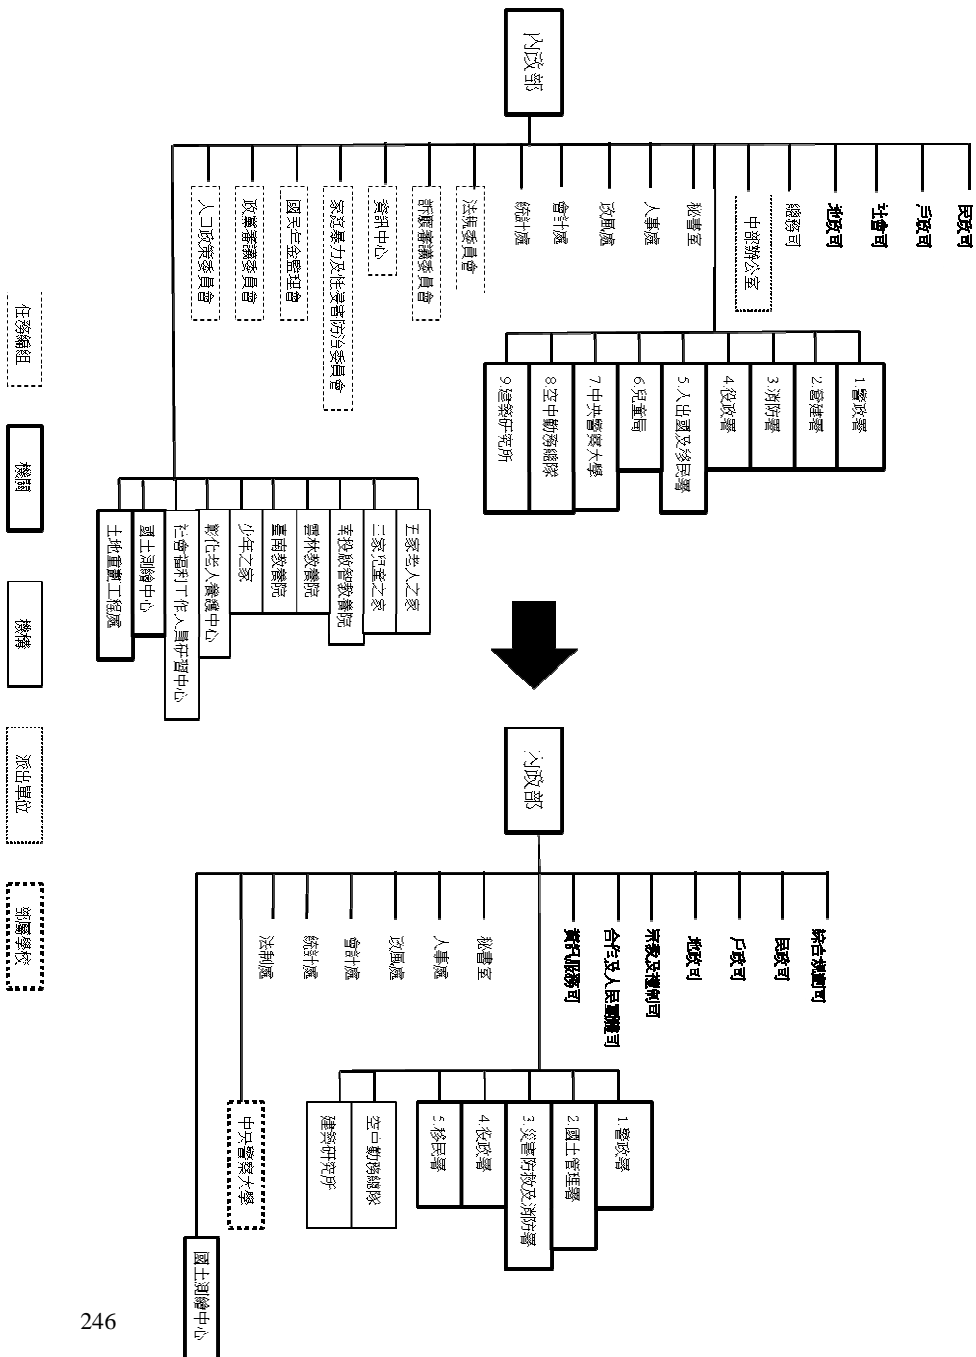 內政部
民政司
戶政司
社會司
地政司
總務司
中部辦公室
秘書室
人事處
政風處
會計處
統計處
法規委員會
訴願審議委員會
資訊中心
家庭暴力及性侵害防治委員會
國民年金監理會
政黨審議委員會
人口政策委員會
1.警政署
2.營建署
3.消防署
4.役政署
5.入出國及移民署
6.兒童局
7.中央警察大學
8.空中勤務總隊
9.建築研究所
五家老人之家
三家兒童之家
南投啟智教養院
雲林教養院
臺南教養院
少年之家
彰化老人養護中心
社會福利工作人員研習中心
國土測繪中心
土地重劃工程處
內政部
綜合規劃司
民政司
戶政司
地政司
宗教及禮制司
合作及人民團體司
資訊服務司
秘書室
人事處
政風處
會計處
統計處
法制處
1.警政署
2.國土管理署
3.災害防救及消防署
4.役政署
5.移民署
空中勤務總隊
建築研究所
中央警察大學
國土測繪中心
任務編組
機關
機構
派出單位
部屬學校
246